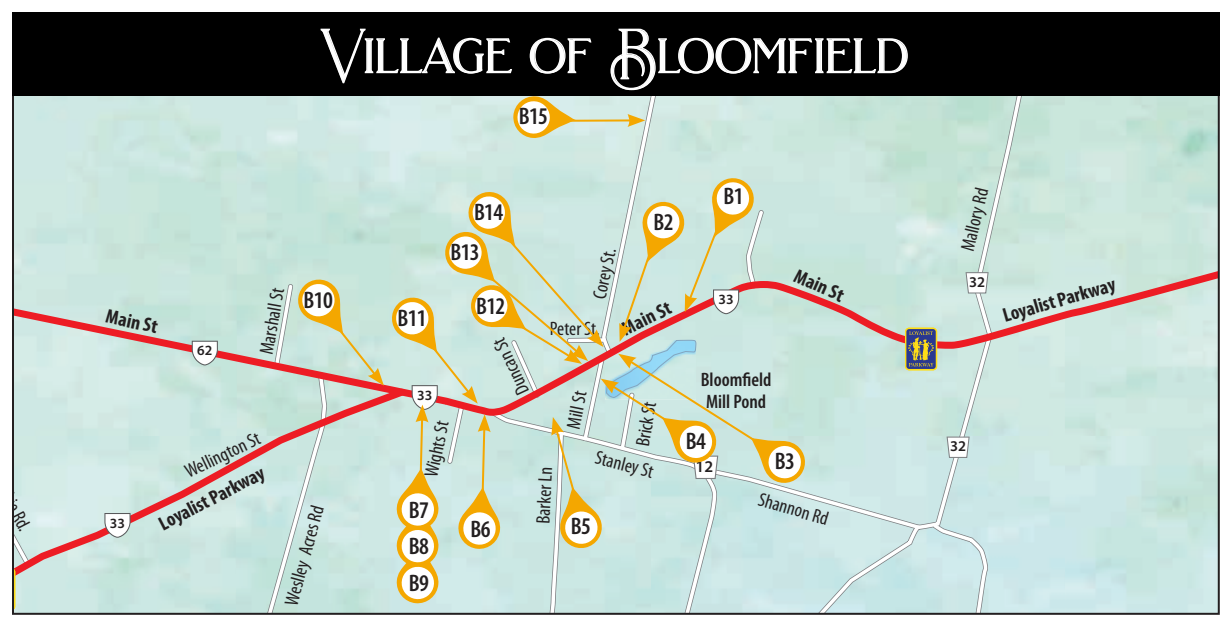 VILLAGE OF BLOOMFIELD
B15
B14
B2
B1
B13
B12
B10
B11
Corey St.
Mallory Rd
32
Main St
33
Main St
Loyalist Parkway
LOYALIST
PARKWAY
Peter St
Marshall St
Main St
62
Duncan St
33
Bloomfield
Mill Pond
Mill St
Brick St
B4
B3
12
32
Wights St
Stanley St
Shannon Rd
Wellington St
Loyalist Parkway
33
Barker Ln
Weslley Acres Rd
B7
B8
B9
B6
B5
Rd.